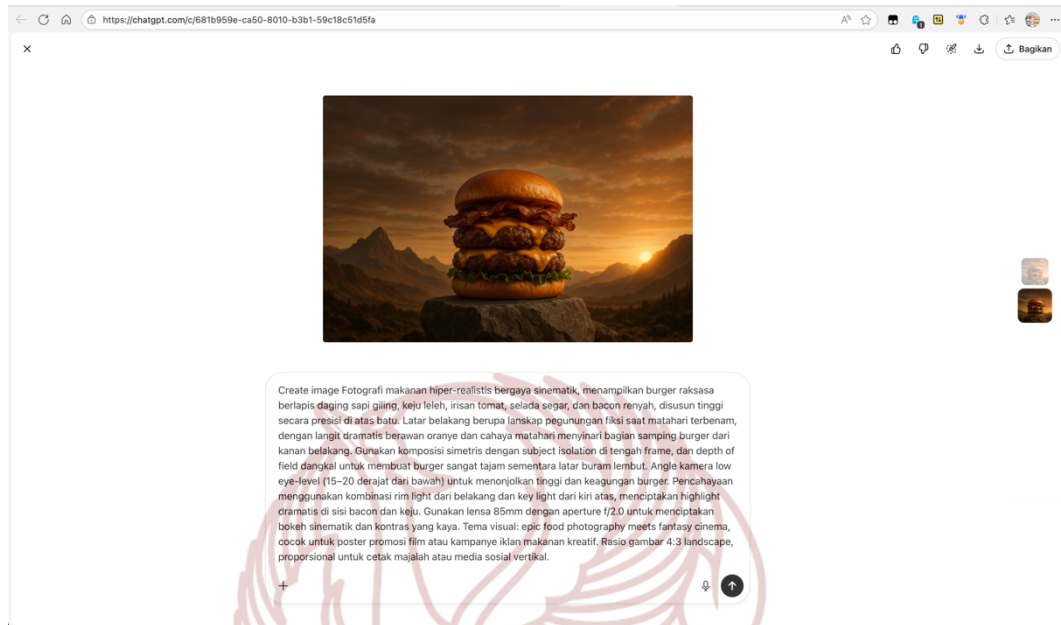 https://chatgpt.com/c/681b959e-ca50-8010-b3b1-59c18c51d5fa
Bagikan
Create image Fotografi makanan hiper-realistis bergaya sinematik, menampilkan burger raksasa
berlapis daging sapi giling, keju leleh, irisan tomat, selada segar, dan bacon renyah, disusun tinggi
secara presisi di atas batu. Latar belakang berupa lanskap pegunungan fiksi saat matahari terbenam,
dengan langit dramatis berawan oranye dan cahaya matahari menyinari bagian samping burger dari
kanan belakang. Gunakan komposisi simetris dengan subject isolation di tengah frame, dan depth of
field dangkal untuk membuat burger sangat tajam sementara latar buram lembut. Angle kamera low
eye-level (15–20 derajat dari bawah) untuk menonjolkan tinggi dan keagungan burger. Pencahayaan
menggunakan kombinasi rim light dari belakang dan key light dari kiri atas, menciptakan highlight
dramatis di sisi bacon dan keju. Gunakan lensa 85mm dengan aperture f/2.0 untuk menciptakan
bokeh sinematik dan kontras yang kaya. Tema visual: epic food photography meets fantasy cinema,
cocok untuk poster promosi film atau kampanye iklan makanan kreatif. Rasio gambar 4:3 landscape,
proporsional untuk cetak majalah atau media sosial vertikal.